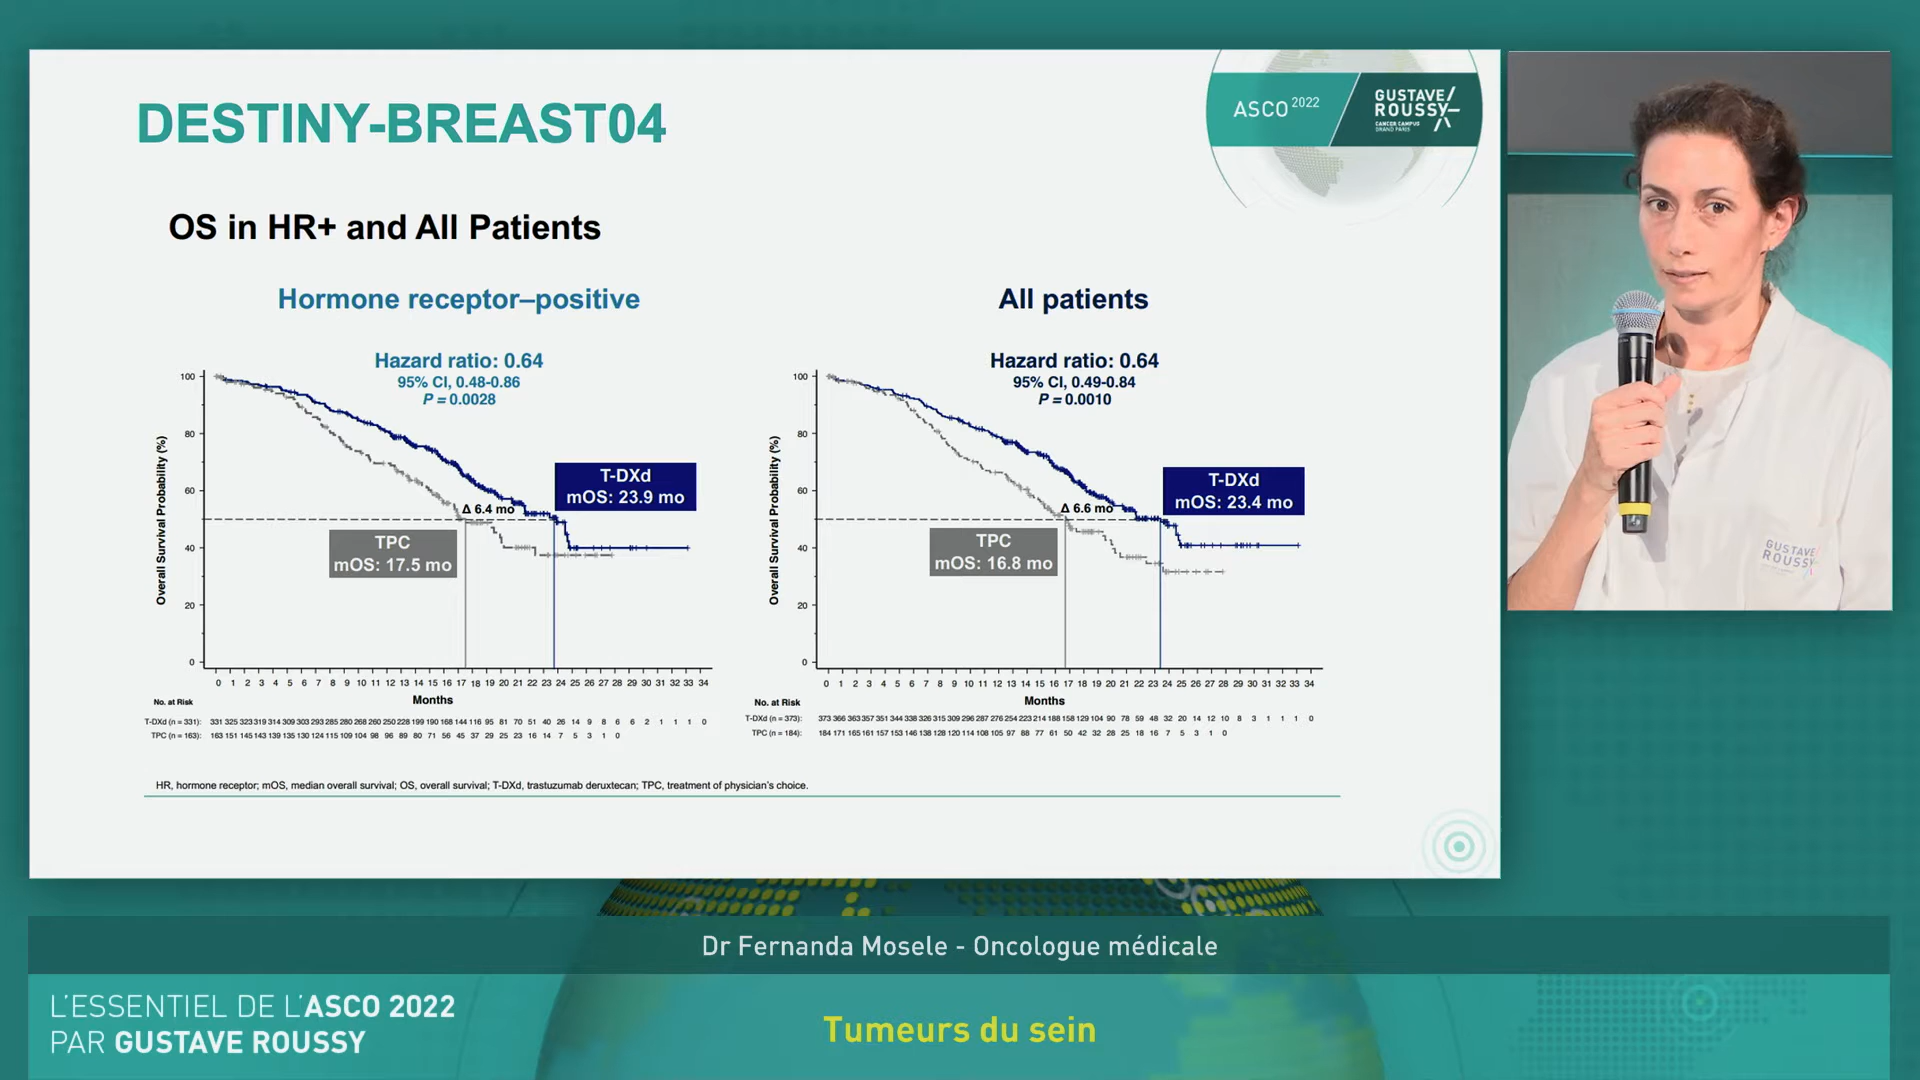 DESTINY-BREAST04
ASCO 2022
GUSTAVE/
ROUSSY
CANCER CAMPUS
GRAND PARIS
OS in HR+ and All Patients
Hormone receptor–positive
Hazard ratio: 0.64
95% CI, 0.48-0.86
P = 0.0028
Overall Survival Probability (%)
100
80
60
40
20
0
T-DXd
mOS: 23.9 mo
Δ 6.4 mo
TPC
mOS: 17.5 mo
0 1 2 3 4 5 6 7 8 9 10 11 12 13 14 15 16 17 18 19 20 21 22 23 24 25 26 27 28 29 30 31 32 33 34
Months
No. at Risk
T-DXd (n = 331): 331 325 323 319 314 309 303 293 285 280 268 260 250 228 199 190 168 144 116 95 81 70 51 40 26 14 9 8 6 6 2 1 1 1 0
TPC (n = 163): 163 151 145 143 139 135 130 124 115 109 104 98 96 89 80 71 56 45 37 29 25 23 16 14 7 5 3 1 0
All patients
Hazard ratio: 0.64
95% CI, 0.49-0.84
P = 0.0010
Overall Survival Probability (%)
100
80
60
40
20
0
T-DXd
mOS: 23.4 mo
Δ 6.6 mo
TPC
mOS: 16.8 mo
0 1 2 3 4 5 6 7 8 9 10 11 12 13 14 15 16 17 18 19 20 21 22 23 24 25 26 27 28 29 30 31 32 33 34
Months
No. at Risk
T-DXd (n = 373): 373 366 363 357 351 344 338 326 315 309 296 287 276 254 223 214 188 158 129 104 90 78 59 48 32 20 14 12 10 8 3 1 1 1 0
TPC (n = 184): 184 171 165 161 157 153 146 138 128 120 114 108 105 97 88 77 61 50 42 32 28 25 18 16 7 5 3 1 0
HR, hormone receptor; mOS, median overall survival; OS, overall survival; T-DXd, trastuzumab deruxtecan; TPC, treatment of physician's choice.
GUSTAVE/
ROUSSY
Dr Fernanda Mosele - Oncologue médicale
L'ESSENTIEL DE L'ASCO 2022
PAR GUSTAVE ROUSSY
Tumeurs du sein